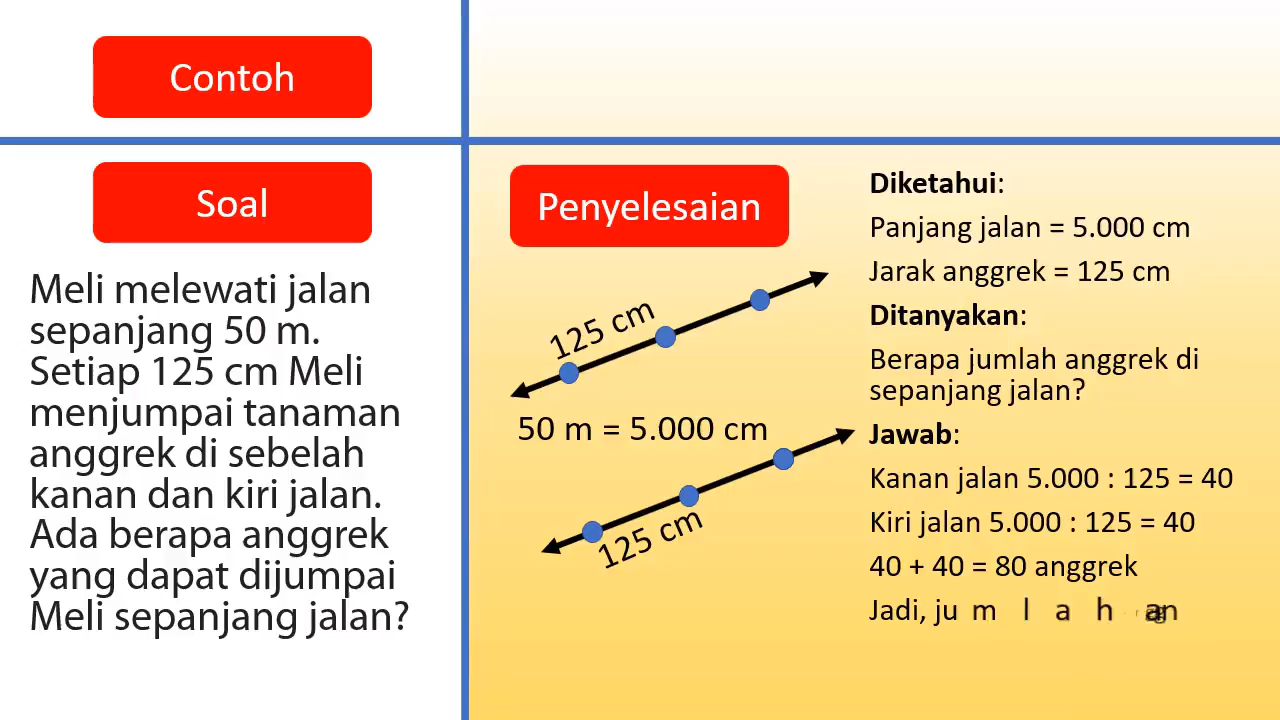 Contoh
Soal
Meli melewati jalan
sepanjang 50 m.
Setiap 125 cm Meli
menjumpai tanaman
anggrek di sebelah
kanan dan kiri jalan.
Ada berapa anggrek
yang dapat dijumpai
Meli sepanjang jalan?
Penyelesaian
125 cm
50 m = 5.000 cm
125 cm
Diketahui:
Panjang jalan = 5.000 cm
Jarak anggrek = 125 cm
Ditanyakan:
Berapa jumlah anggrek di
sepanjang jalan?
Jawab:
Kanan jalan 5.000 : 125 = 40
Kiri jalan 5.000 : 125 = 40
40 + 40 = 80 anggrek
Jadi, jumlah